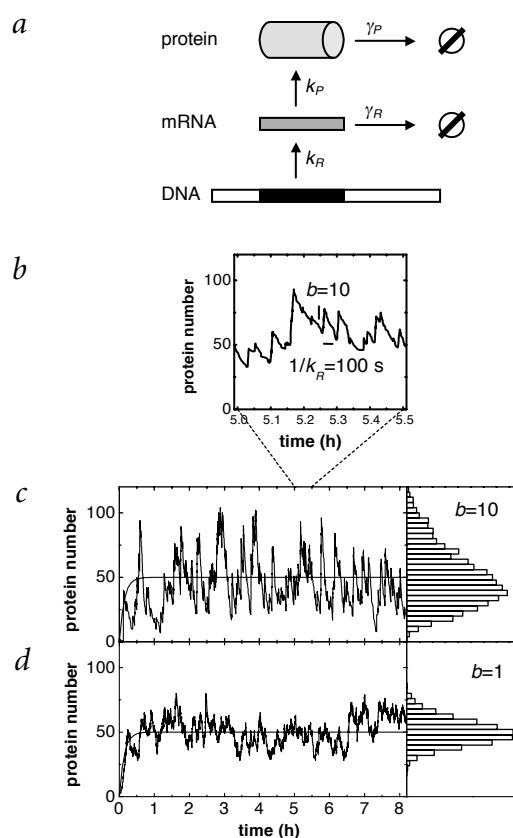 a
protein
γP
kP
mRNA
γR
kR
DNA
b
protein number
100
50
0
b=10
1/kR=100 s
5.0 5.1 5.2 5.3 5.4 5.5
time (h)
c
protein number
100
50
0
b=10
d
protein number
100
50
0
b=1
0 1 2 3 4 5 6 7 8
time (h)